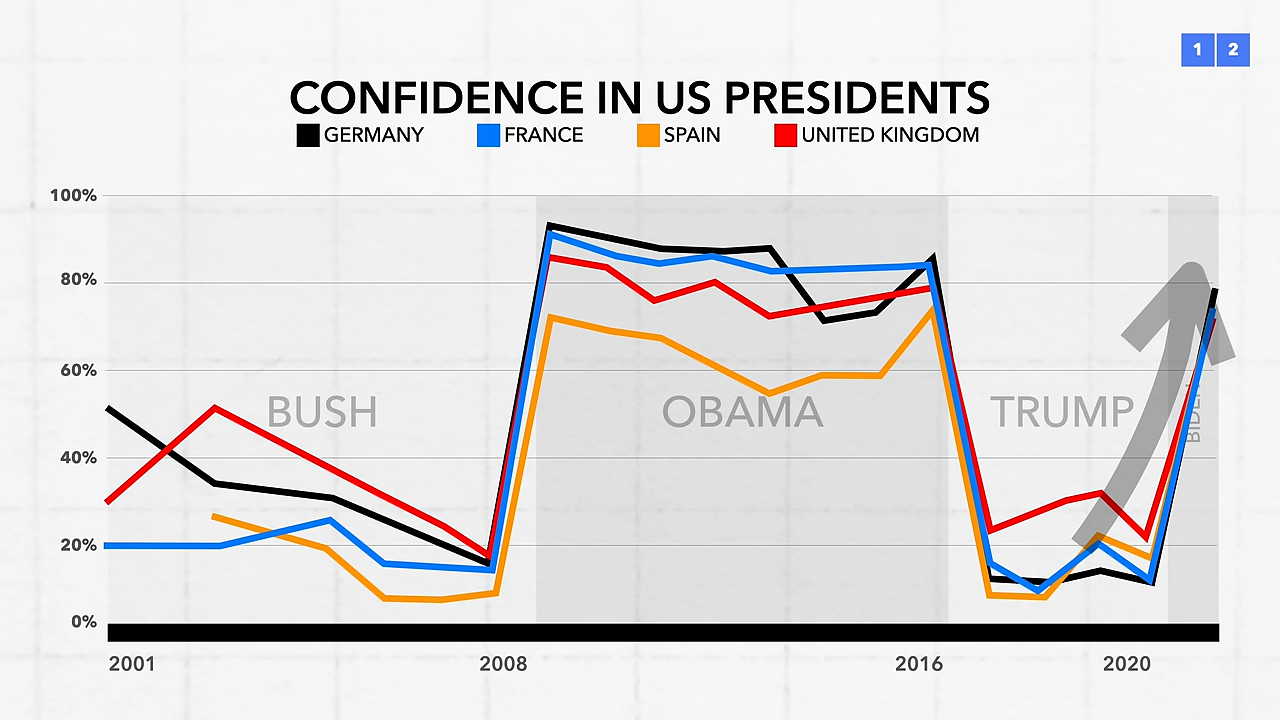 1 2
CONFIDENCE IN US PRESIDENTS
GERMANY FRANCE SPAIN UNITED KINGDOM
100%
80%
60%
40%
20%
0%
BUSH OBAMA TRUMP BIDEN
2001 2008 2016 2020